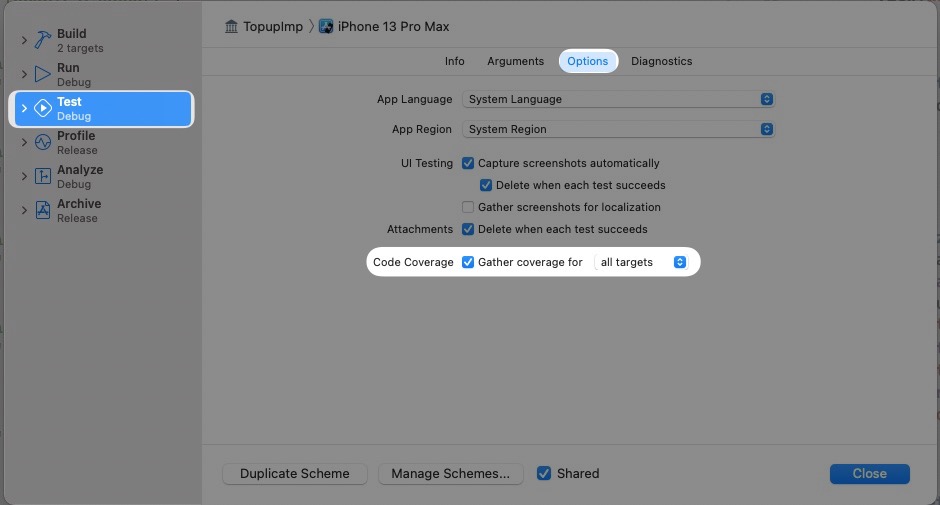 Build
2 targets
Run
Debug
Test
Debug
Profile
Release
Analyze
Debug
Archive
Release
TopupImp 〉 iPhone 13 Pro Max
Info Arguments Options Diagnostics
App Language System Language
App Region System Region
UI Testing Capture screenshots automatically
Delete when each test succeeds
Gather screenshots for localization
Attachments Delete when each test succeeds
Code Coverage Gather coverage for all targets
Duplicate Scheme Manage Schemes... Shared Close